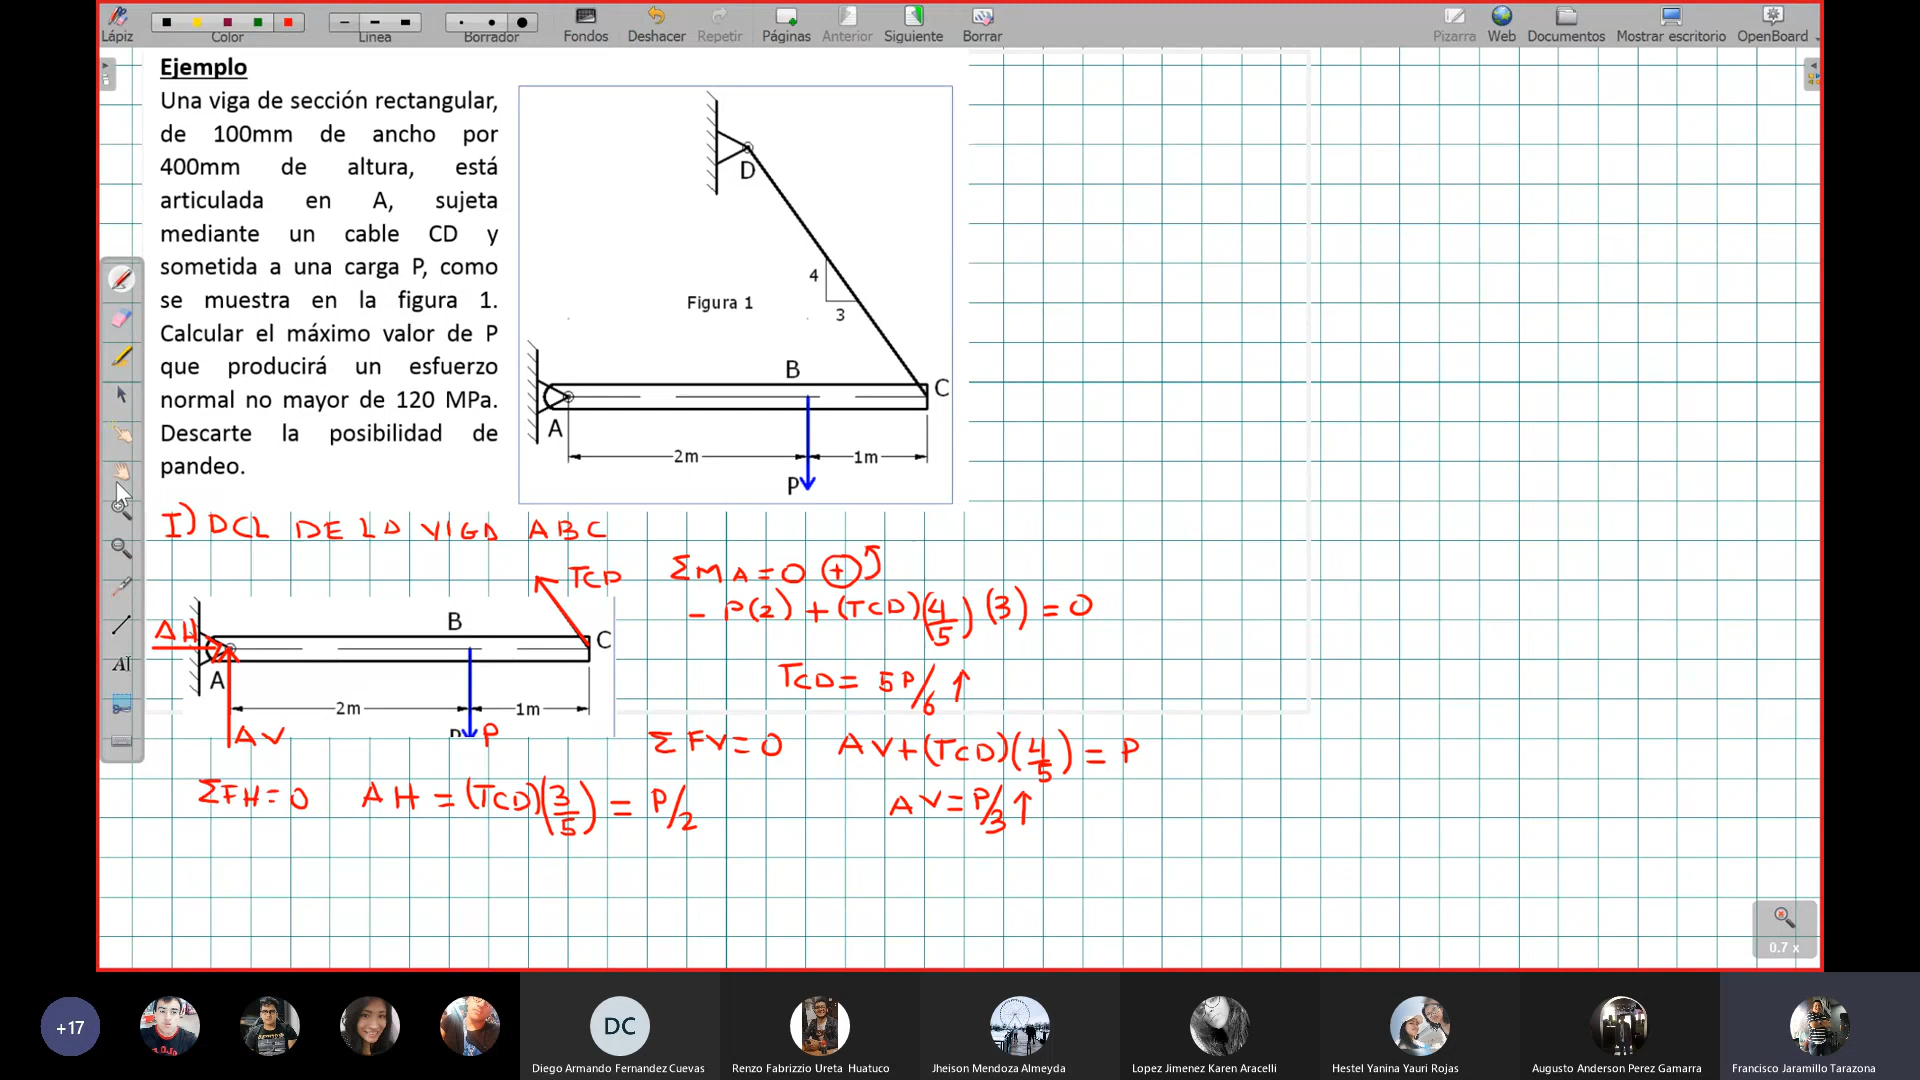 Lápiz
Color
Línea
Borrador
Fondos
Deshacer
Repetir
Páginas
Anterior
Siguiente
Borrar
Pizarra
Web
Documentos
Mostrar escritorio
OpenBoard
Ejemplo
Una viga de sección rectangular,
de 100mm de ancho por
400mm de altura, está
articulada en A, sujeta
mediante un cable CD y
sometida a una carga P, como
se muestra en la figura 1.
Calcular el máximo valor de P
que producirá un esfuerzo
normal no mayor de 120 MPa.
Descarte la posibilidad de
pandeo.
D
4
3
Figura 1
B
C
A
2m
1m
P
I) DCL DE LA VIGA ABC
TCD
B
C
AH
A
2m
1m
AV
P
ΣMA=0 (+)
- P(2) + (TCD)(4/5)(3) = 0
TCD = 5P/6 ↑
ΣFV=0 AV+(TCD)(4/5) = P
AV=P/3 ↑
ΣFH=0 AH = (TCD)(3/5) = P/2
AI
0.7 x
+17
DC
Diego Armando Fernandez Cuevas
Renzo Fabrizzio Ureta Huatuco
Jheison Mendoza Almeyda
Lopez Jimenez Karen Aracelli
Hestel Yanina Yauri Rojas
Augusto Anderson Perez Gamarra
Francisco Jaramillo Tarazona